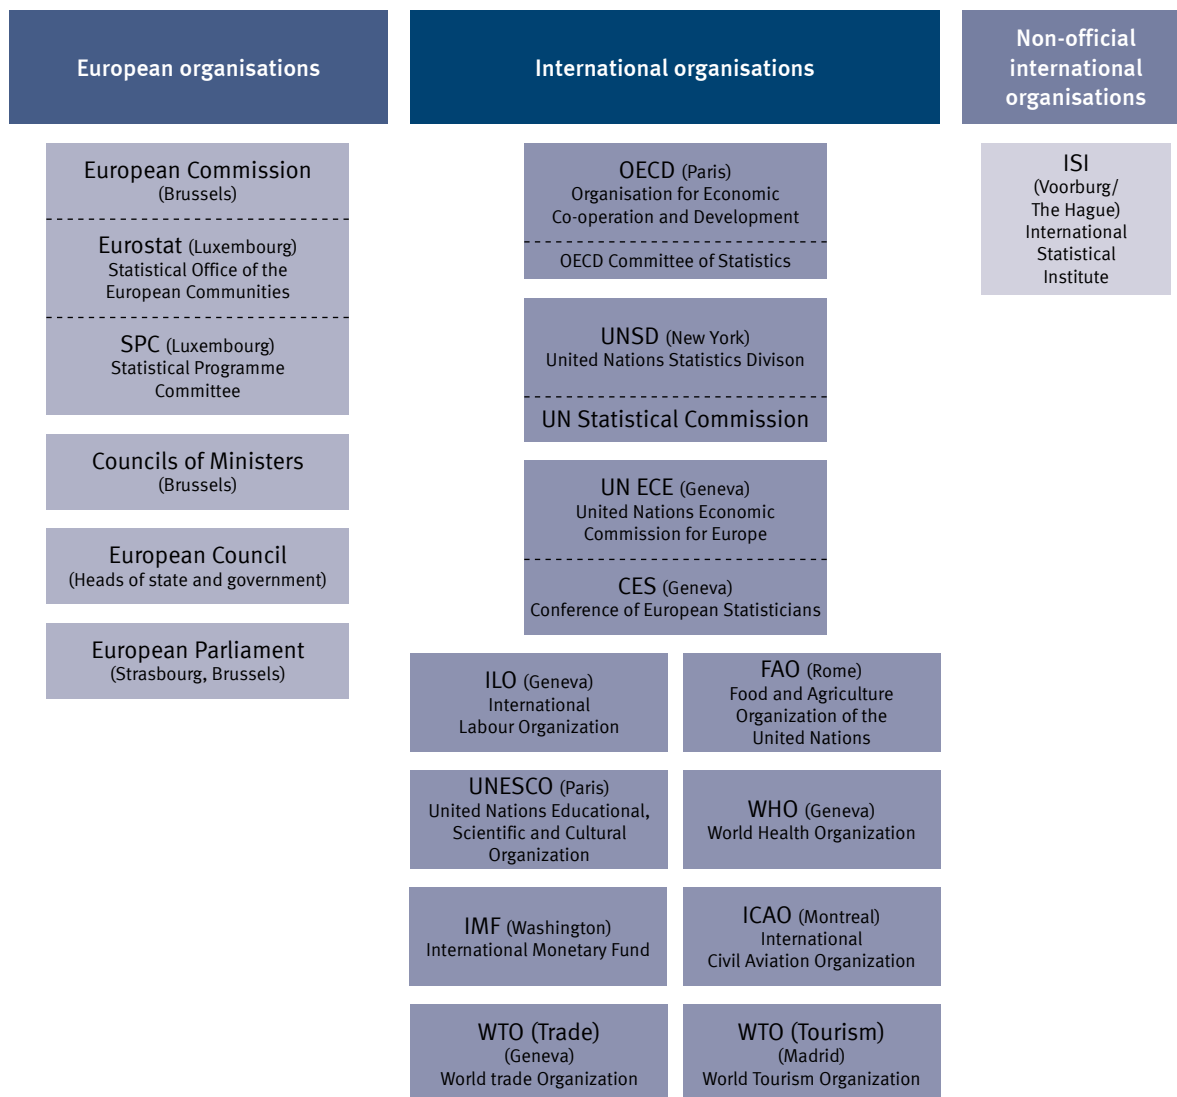 European organisations
European Commission
(Brussels)
Eurostat (Luxembourg)
Statistical Office of the
European Communities
SPC (Luxembourg)
Statistical Programme
Committee
Councils of Ministers
(Brussels)
European Council
(Heads of state and government)
European Parliament
(Strasbourg, Brussels)
International organisations
OECD (Paris)
Organisation for Economic
Co-operation and Development
OECD Committee of Statistics
UNSD (New York)
United Nations Statistics Divison
UN Statistical Commission
UN ECE (Geneva)
United Nations Economic
Commission for Europe
CES (Geneva)
Conference of European Statisticians
ILO (Geneva)
International
Labour Organization
FAO (Rome)
Food and Agriculture
Organization of the
United Nations
UNESCO (Paris)
United Nations Educational,
Scientific and Cultural
Organization
WHO (Geneva)
World Health Organization
IMF (Washington)
International Monetary Fund
ICAO (Montreal)
International
Civil Aviation Organization
WTO (Trade)
(Geneva)
World trade Organization
WTO (Tourism)
(Madrid)
World Tourism Organization
Non-official
international
organisations
ISI
(Voorburg/
The Hague)
International
Statistical
Institute